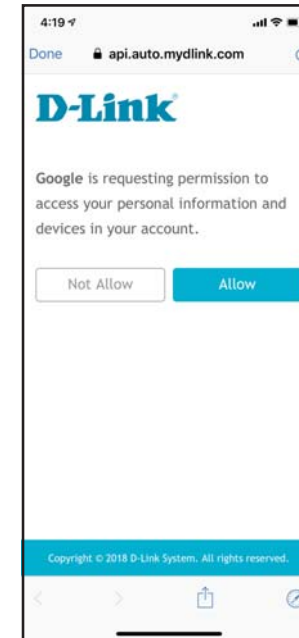 4:19
Done api.auto.mydlink.com
D-Link
Google is requesting permission to
access your personal information and
devices in your account.
Not Allow Allow
Copyright © 2018 D-Link System. All rights reserved.